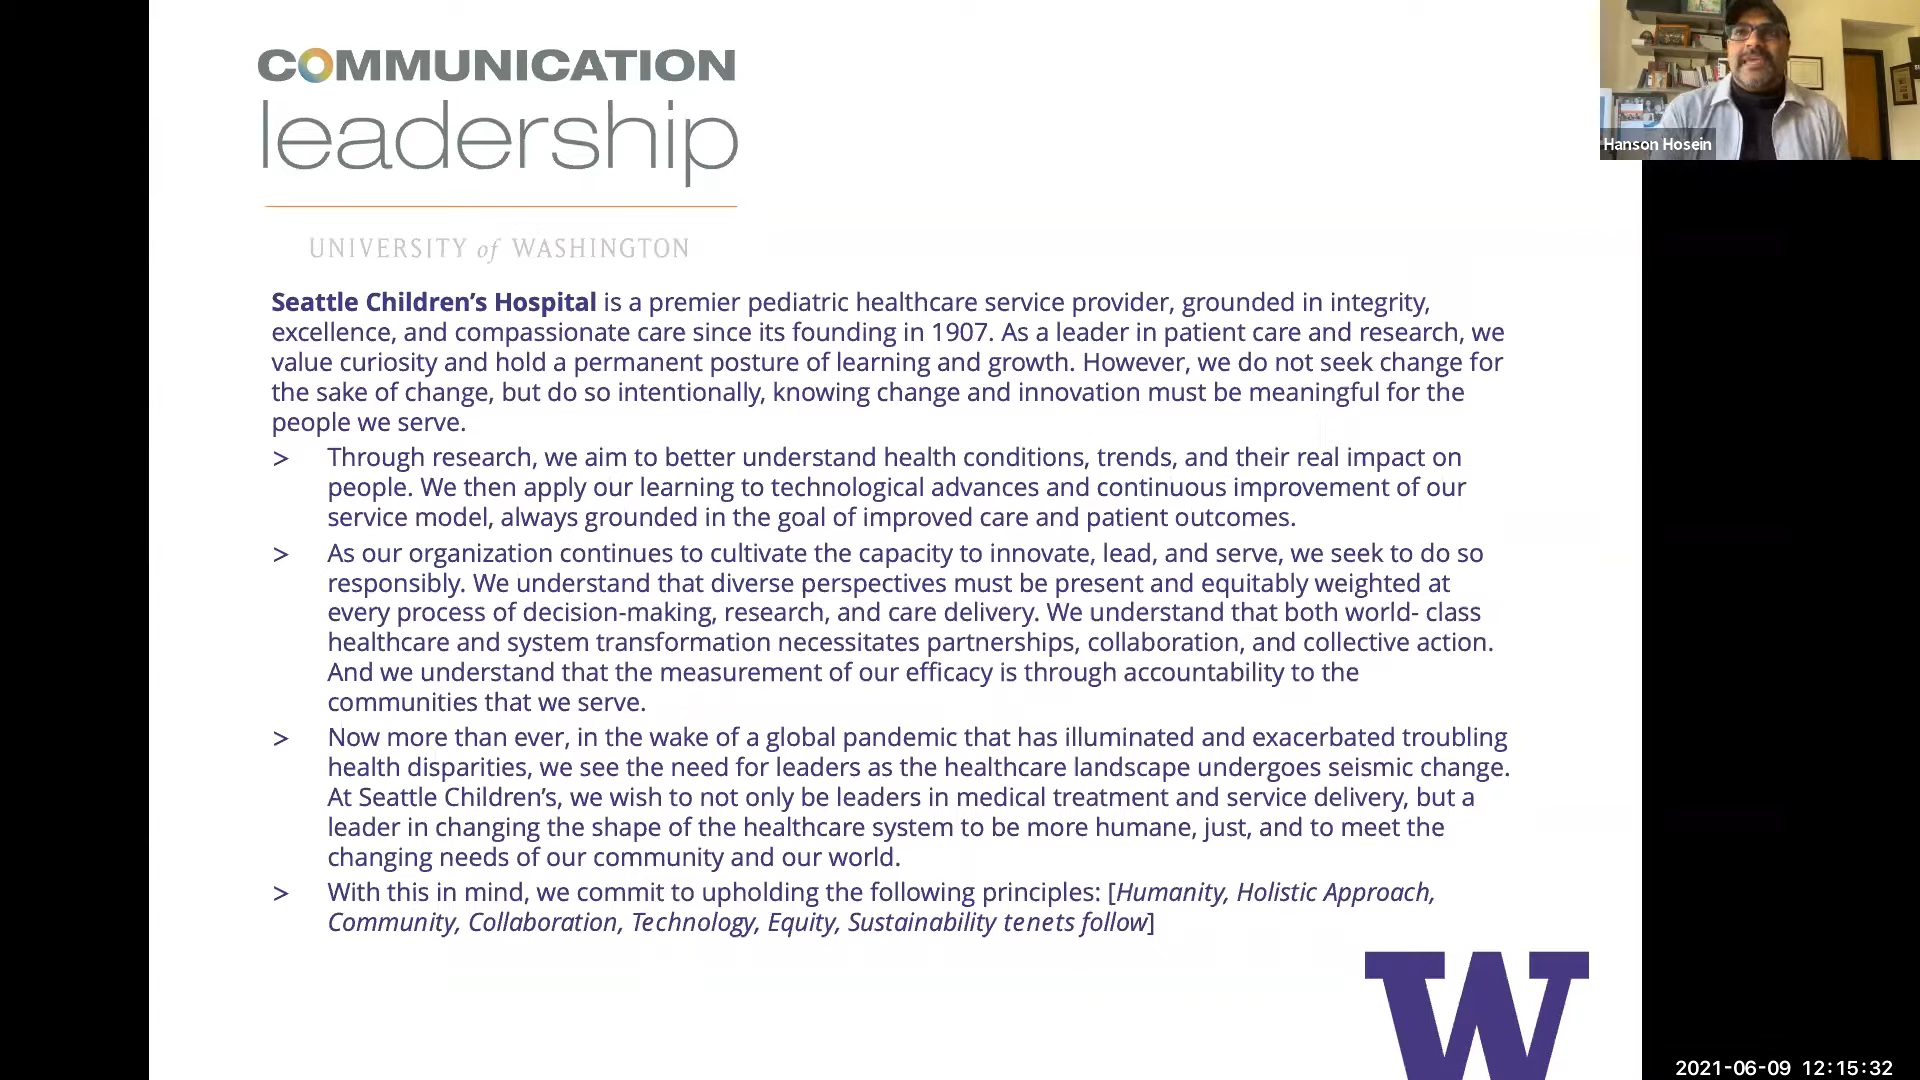 COMMUNICATION
leadership
UNIVERSITY of WASHINGTON
Hanson Hosein
Seattle Children’s Hospital is a premier pediatric healthcare service provider, grounded in integrity,
excellence, and compassionate care since its founding in 1907. As a leader in patient care and research, we
value curiosity and hold a permanent posture of learning and growth. However, we do not seek change for
the sake of change, but do so intentionally, knowing change and innovation must be meaningful for the
people we serve.
> Through research, we aim to better understand health conditions, trends, and their real impact on
people. We then apply our learning to technological advances and continuous improvement of our
service model, always grounded in the goal of improved care and patient outcomes.
> As our organization continues to cultivate the capacity to innovate, lead, and serve, we seek to do so
responsibly. We understand that diverse perspectives must be present and equitably weighted at
every process of decision-making, research, and care delivery. We understand that both world- class
healthcare and system transformation necessitates partnerships, collaboration, and collective action.
And we understand that the measurement of our efficacy is through accountability to the
communities that we serve.
> Now more than ever, in the wake of a global pandemic that has illuminated and exacerbated troubling
health disparities, we see the need for leaders as the healthcare landscape undergoes seismic change.
At Seattle Children’s, we wish to not only be leaders in medical treatment and service delivery, but a
leader in changing the shape of the healthcare system to be more humane, just, and to meet the
changing needs of our community and our world.
> With this in mind, we commit to upholding the following principles: [Humanity, Holistic Approach,
Community, Collaboration, Technology, Equity, Sustainability tenets follow]
W
2021-06-09 12:15:32